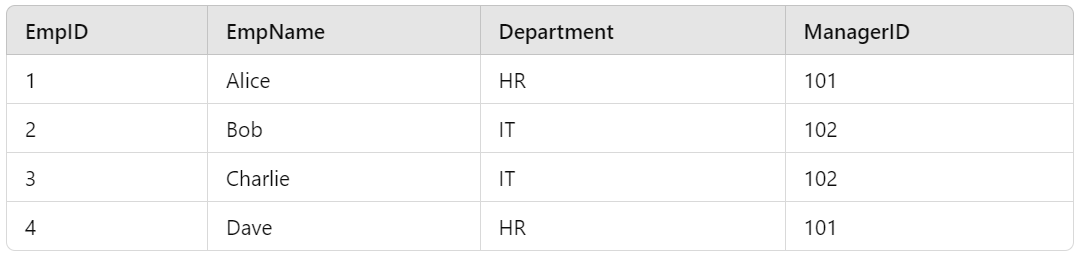 EmpID EmpName Department ManagerID
1 Alice HR 101
2 Bob IT 102
3 Charlie IT 102
4 Dave HR 101